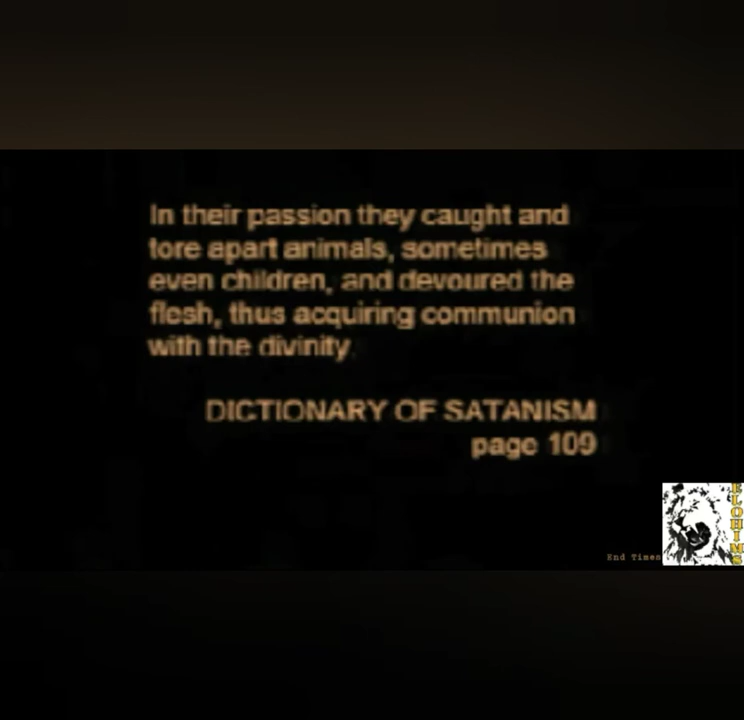 In their passion they caught and
tore apart animals, sometimes
even children, and devoured the
flesh, thus acquiring communion
with the divinity.
DICTIONARY OF SATANISM
page 109
End Times
ELOHIMS